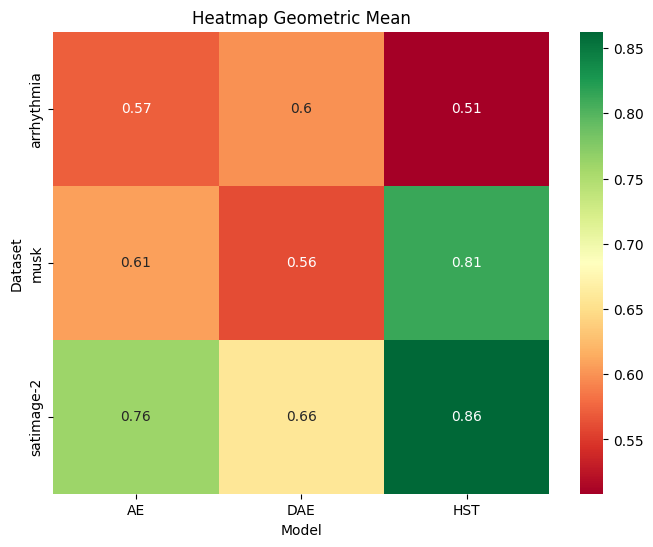 Heatmap Geometric Mean
arrhythmia
0.57
0.6
0.51
0.85
0.80
0.75
0.70
0.65
0.60
0.55
Dataset
musk
0.61
0.56
0.81
satimage-2
0.76
0.66
0.86
AE
DAE
HST
Model